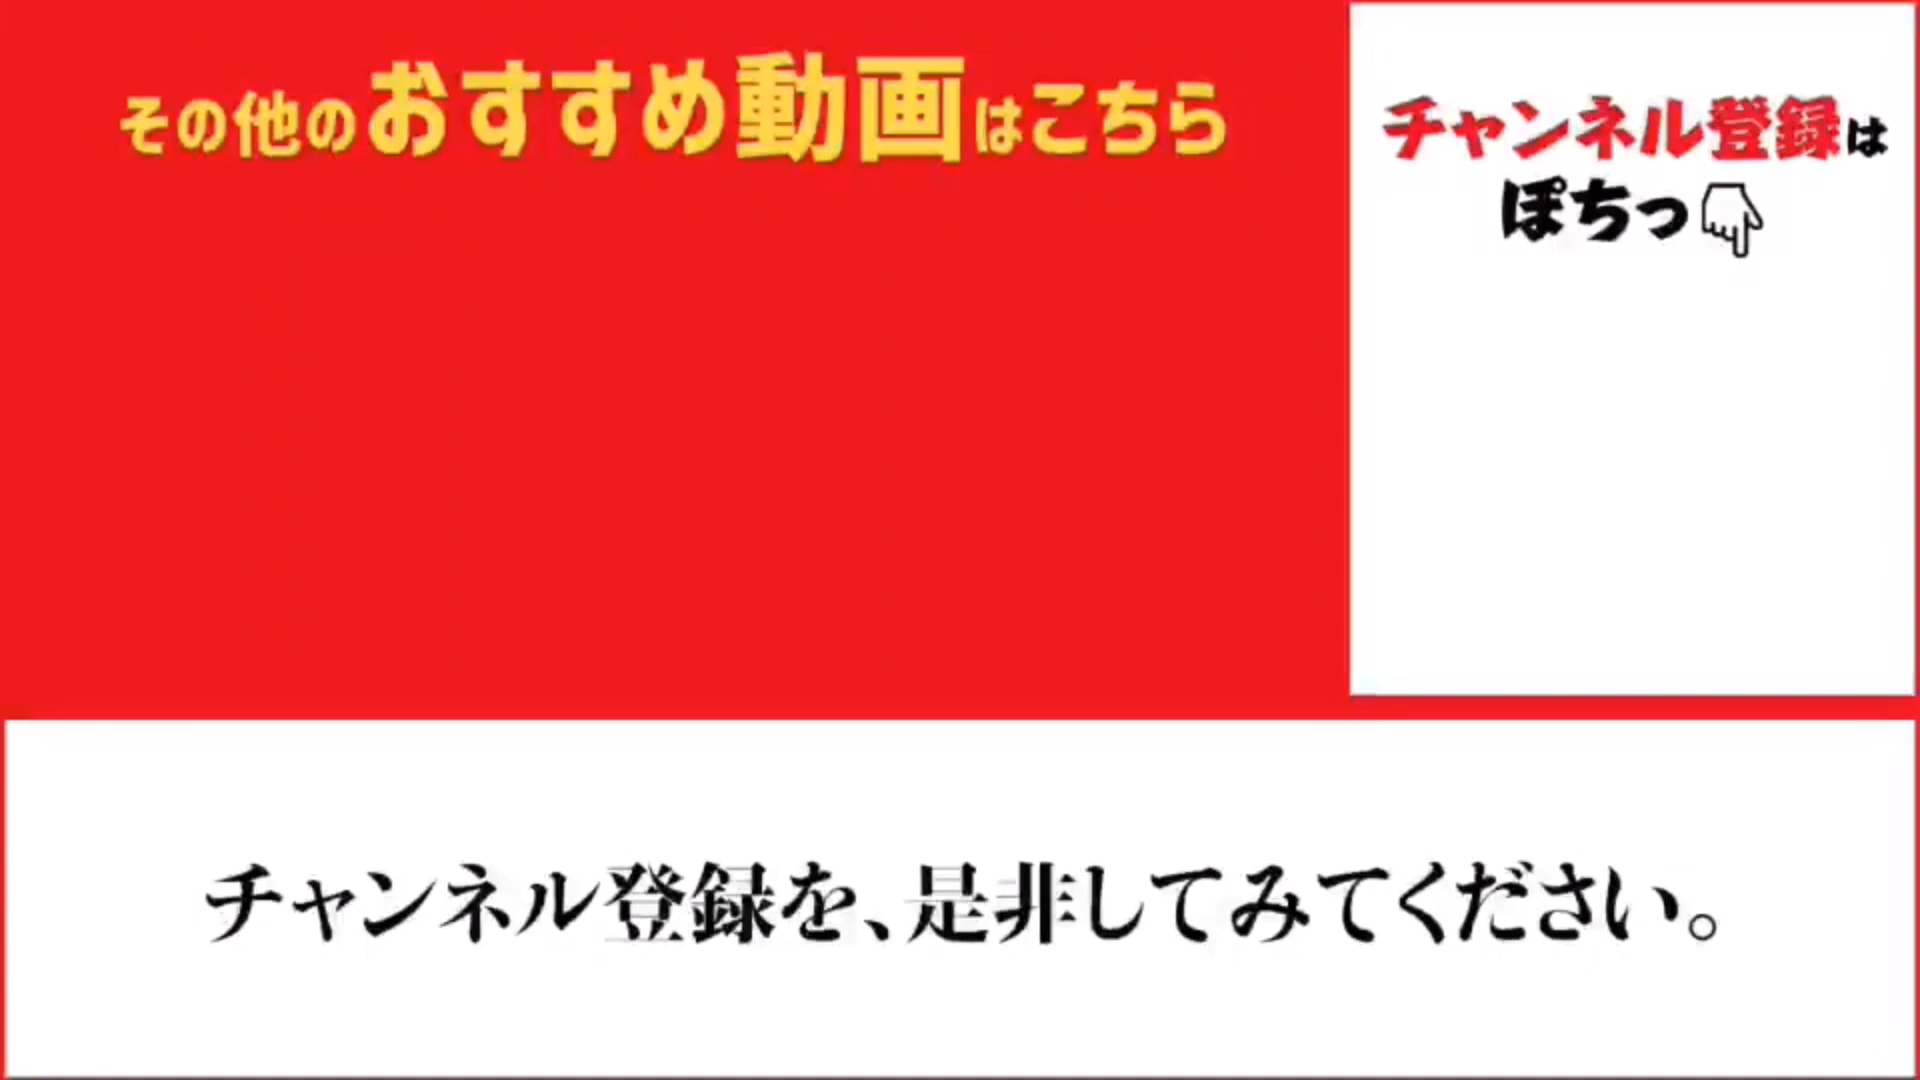 その他のおすすめ動画はこちら
チャンネル登録は
ぽちっ
チャンネル登録を、是非してみてください。